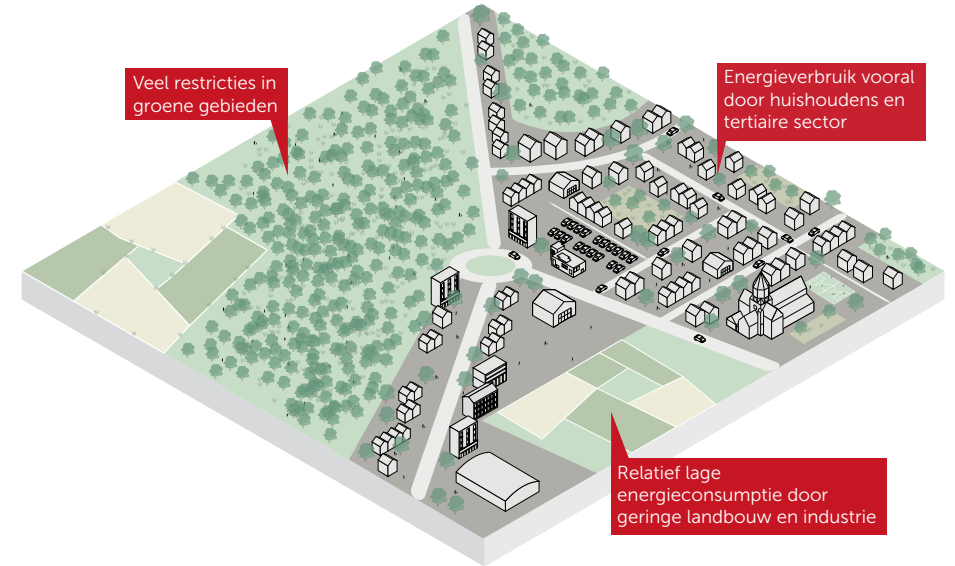 Veel restricties in
groene gebieden
Energieverbruik vooral
door huishoudens en
tertiaire sector
Relatief lage
energieconsumptie door
geringe landbouw en industrie